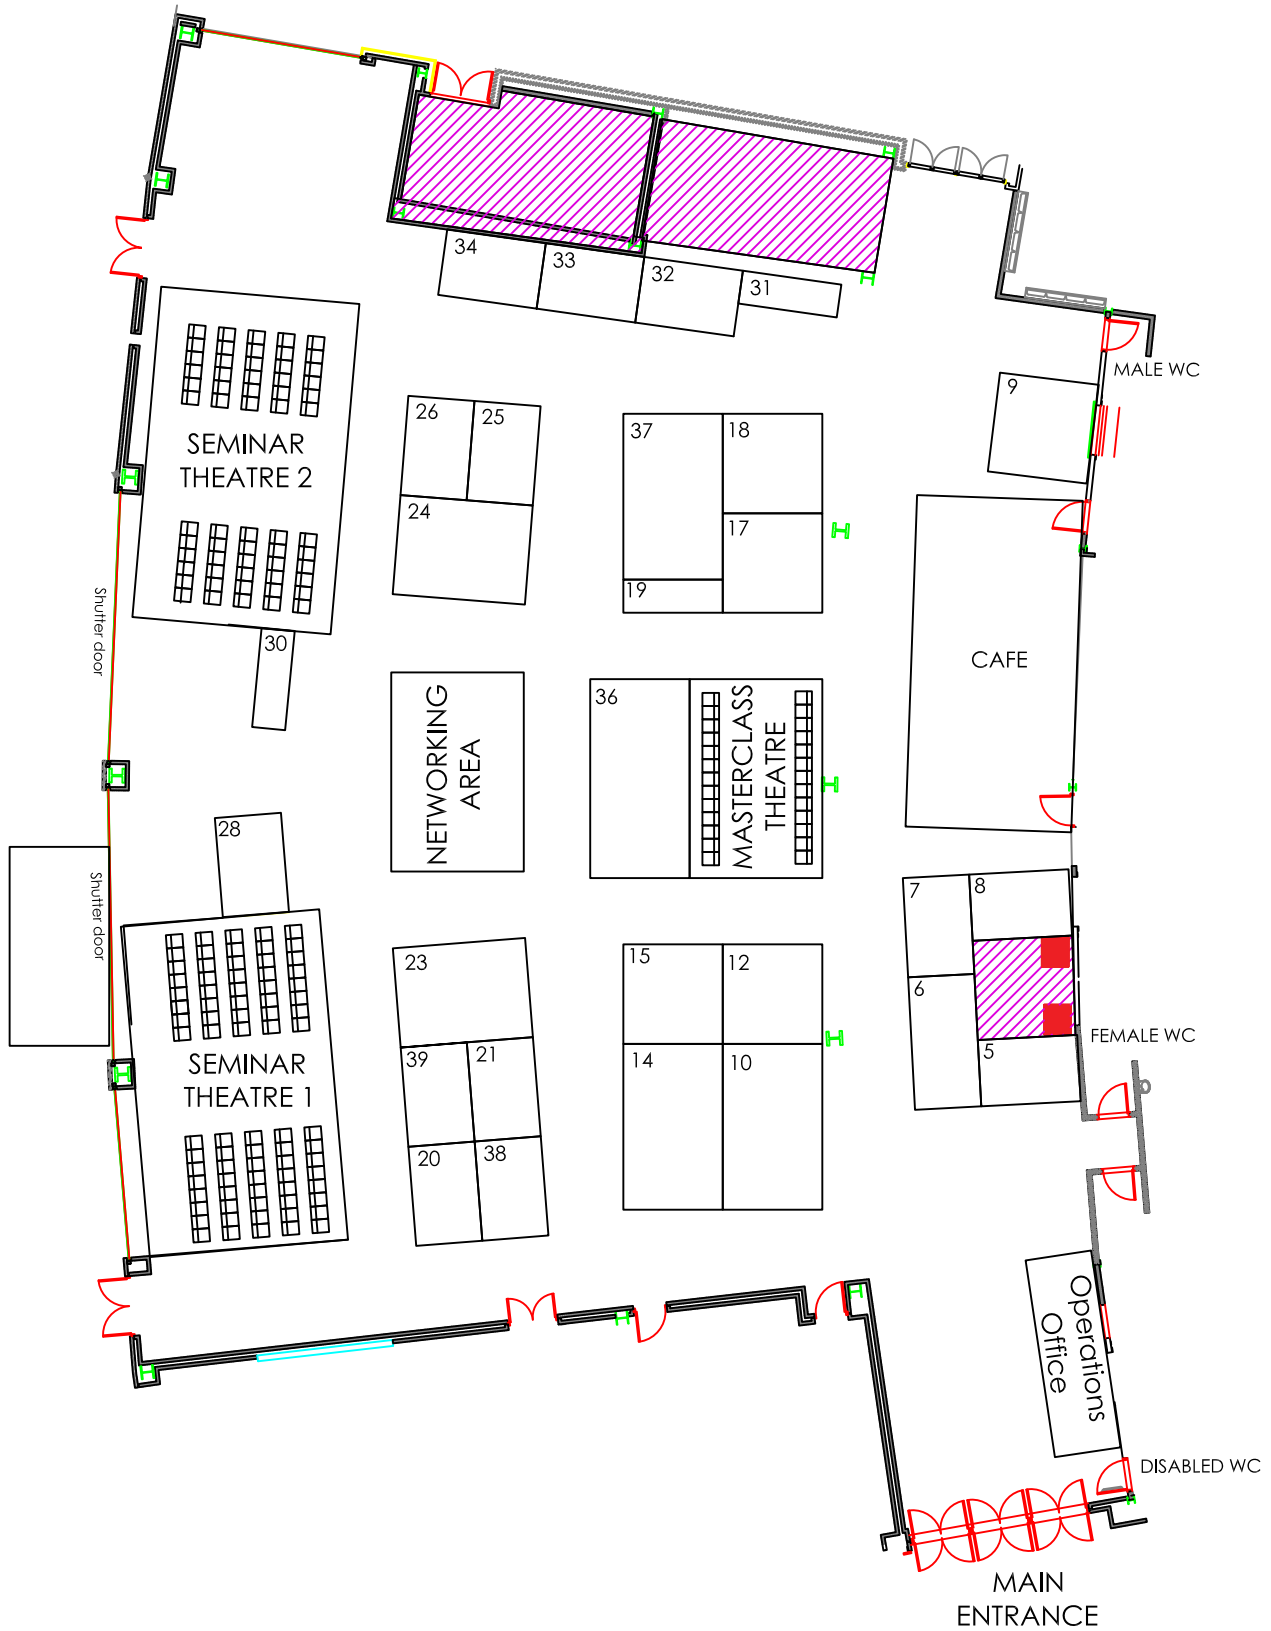 34
33
32
31
MALE WC
9
26
25
37
18
SEMINAR
THEATRE 2
24
17
19
Shutter door
30
CAFE
NETWORKING
AREA
36
MASTERCLASS
THEATRE
28
Shutter door
7
8
23
15
12
6
FEMALE WC
39
21
14
10
5
SEMINAR
THEATRE 1
20
38
Operations
Office
DISABLED WC
MAIN
ENTRANCE